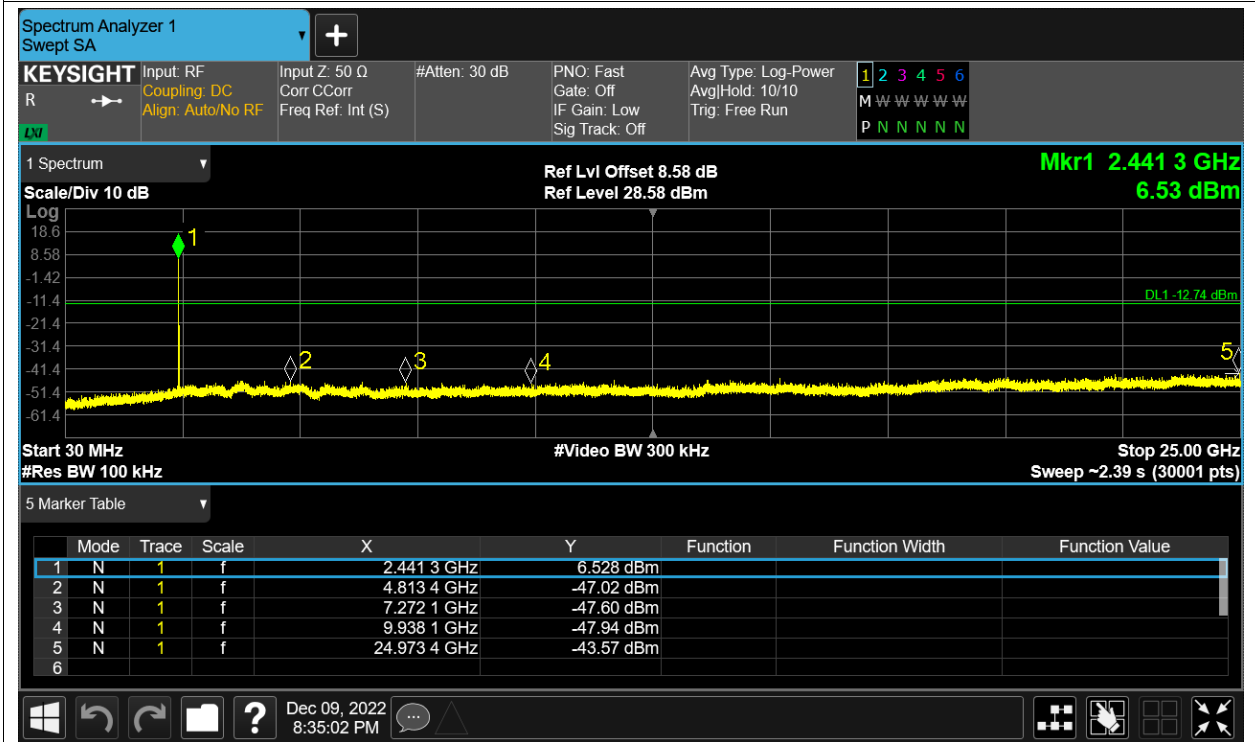 Spectrum Analyzer 1
Swept SA
+
KEYSIGHT
R
LXI
Input: RF
Coupling: DC
Align: Auto/No RF
Input Z: 50 Ω
Corr CCorr
Freq Ref: Int (S)
#Atten: 30 dB
PNO: Fast
Gate: Off
IF Gain: Low
Sig Track: Off
Avg Type: Log-Power
Avg|Hold: 10/10
Trig: Free Run
1 2 3 4 5 6
M W W W W W
P N N N N N
1 Spectrum
Scale/Div 10 dB
Ref Lvl Offset 8.58 dB
Ref Level 28.58 dBm
Mkr1 2.441 3 GHz
6.53 dBm
Log
18.6
8.58
-1.42
-11.4
-21.4
-31.4
-41.4
-51.4
-61.4
1
2
3
4
5
DL1 -12.74 dBm
Start 30 MHz
#Res BW 100 kHz
#Video BW 300 kHz
Stop 25.00 GHz
Sweep ~2.39 s (30001 pts)
5 Marker Table
Mode Trace Scale X Y Function Function Width Function Value
1 N 1 f 2.441 3 GHz 6.528 dBm
2 N 1 f 4.813 4 GHz -47.02 dBm
3 N 1 f 7.272 1 GHz -47.60 dBm
4 N 1 f 9.938 1 GHz -47.94 dBm
5 N 1 f 24.973 4 GHz -43.57 dBm
6
?
Dec 09, 2022
8:35:02 PM